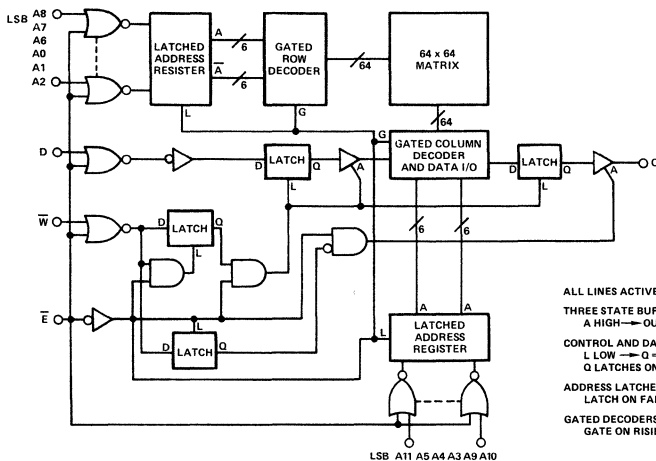 LSB A8
A7
A6
A0
A1
A2
LATCHED
ADDRESS
RESISTER
L
A
6
A
6
GATED
ROW
DECODER
G
64
64 x 64
MATRIX
64
D
D
LATCH
Q
L
A
G
GATED COLUMN
DECODER
AND DATA I/O
D
LATCH
Q
L
A
Q
W
D
LATCH
Q
L
6
6
E
L
D
LATCH
Q
A
A
L
LATCHED
ADDRESS
REGISTER
LSB A11 A5 A4 A3 A9 A10
ALL LINES ACTIVE
THREE STATE BUF
A HIGH → OU
CONTROL AND DA
L LOW → Q =
Q LATCHES ON
ADDRESS LATCHE
LATCH ON FAL
GATED DECODERS
GATE ON RISIN